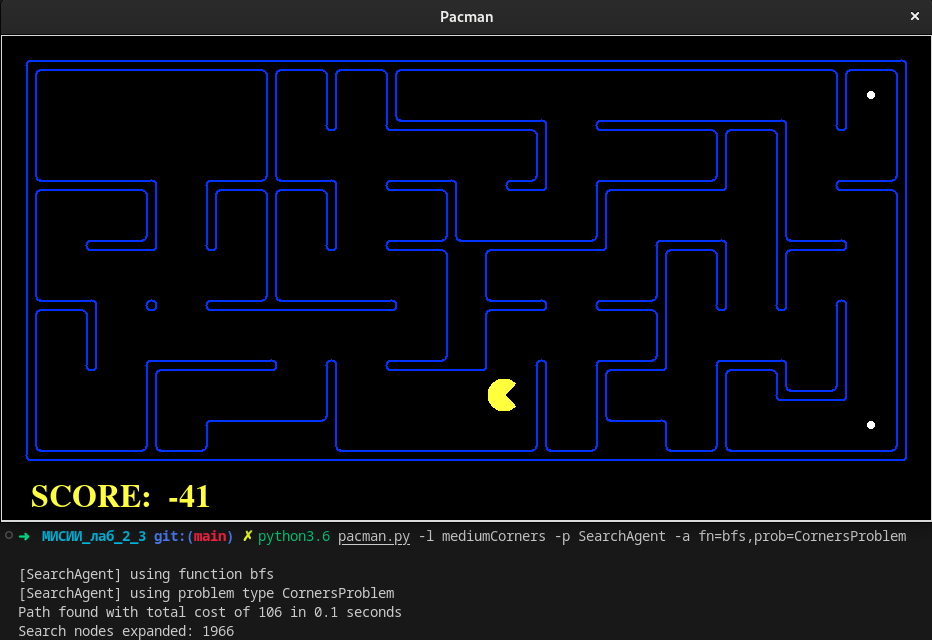 Pacman
SCORE: -41
МИСИИ_лаб_2_3 git:(main) ✗ python3.6 pacman.py -l mediumCorners -p SearchAgent -a fn=bfs,prob=CornersProblem
[SearchAgent] using function bfs
[SearchAgent] using problem type CornersProblem
Path found with total cost of 106 in 0.1 seconds
Search nodes expanded: 1966